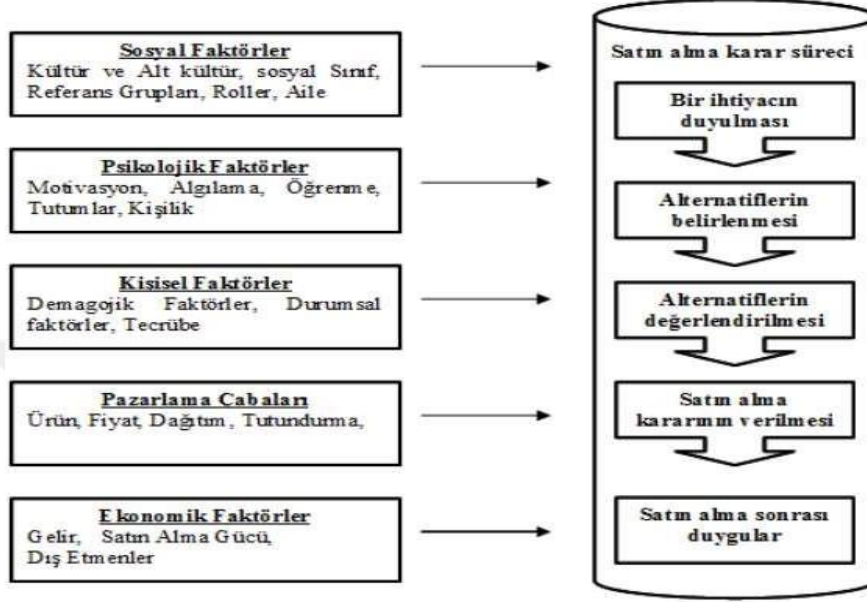 Sosyal Faktörler
Kültür ve Alt kültür, sosyal Sınıf,
Referans Grupları, Roller, Aile
Psikolojik Faktörler
Motivasyon, Algılama, Öğrenme,
Tutumlar, Kişilik
Kisisel Faktörler
Demagojik Faktörler, Durumsal
faktörler, Tecrübe
Pazarlama Cabaları
Ürün, Fiyat, Dağıtım, Tutundurma,
Ekonomik Faktörler
Gelir, Satın Alma Gücü,
Dış Etmenler
Satın alma karar süreci
Bir ihtiyacın
duyulması
Alternatiflerin
belirlenmesi
Alternatiflerin
değerlendirilmesi
Satın alma
kararının verilmesi
Satın alma sonrası
duygular